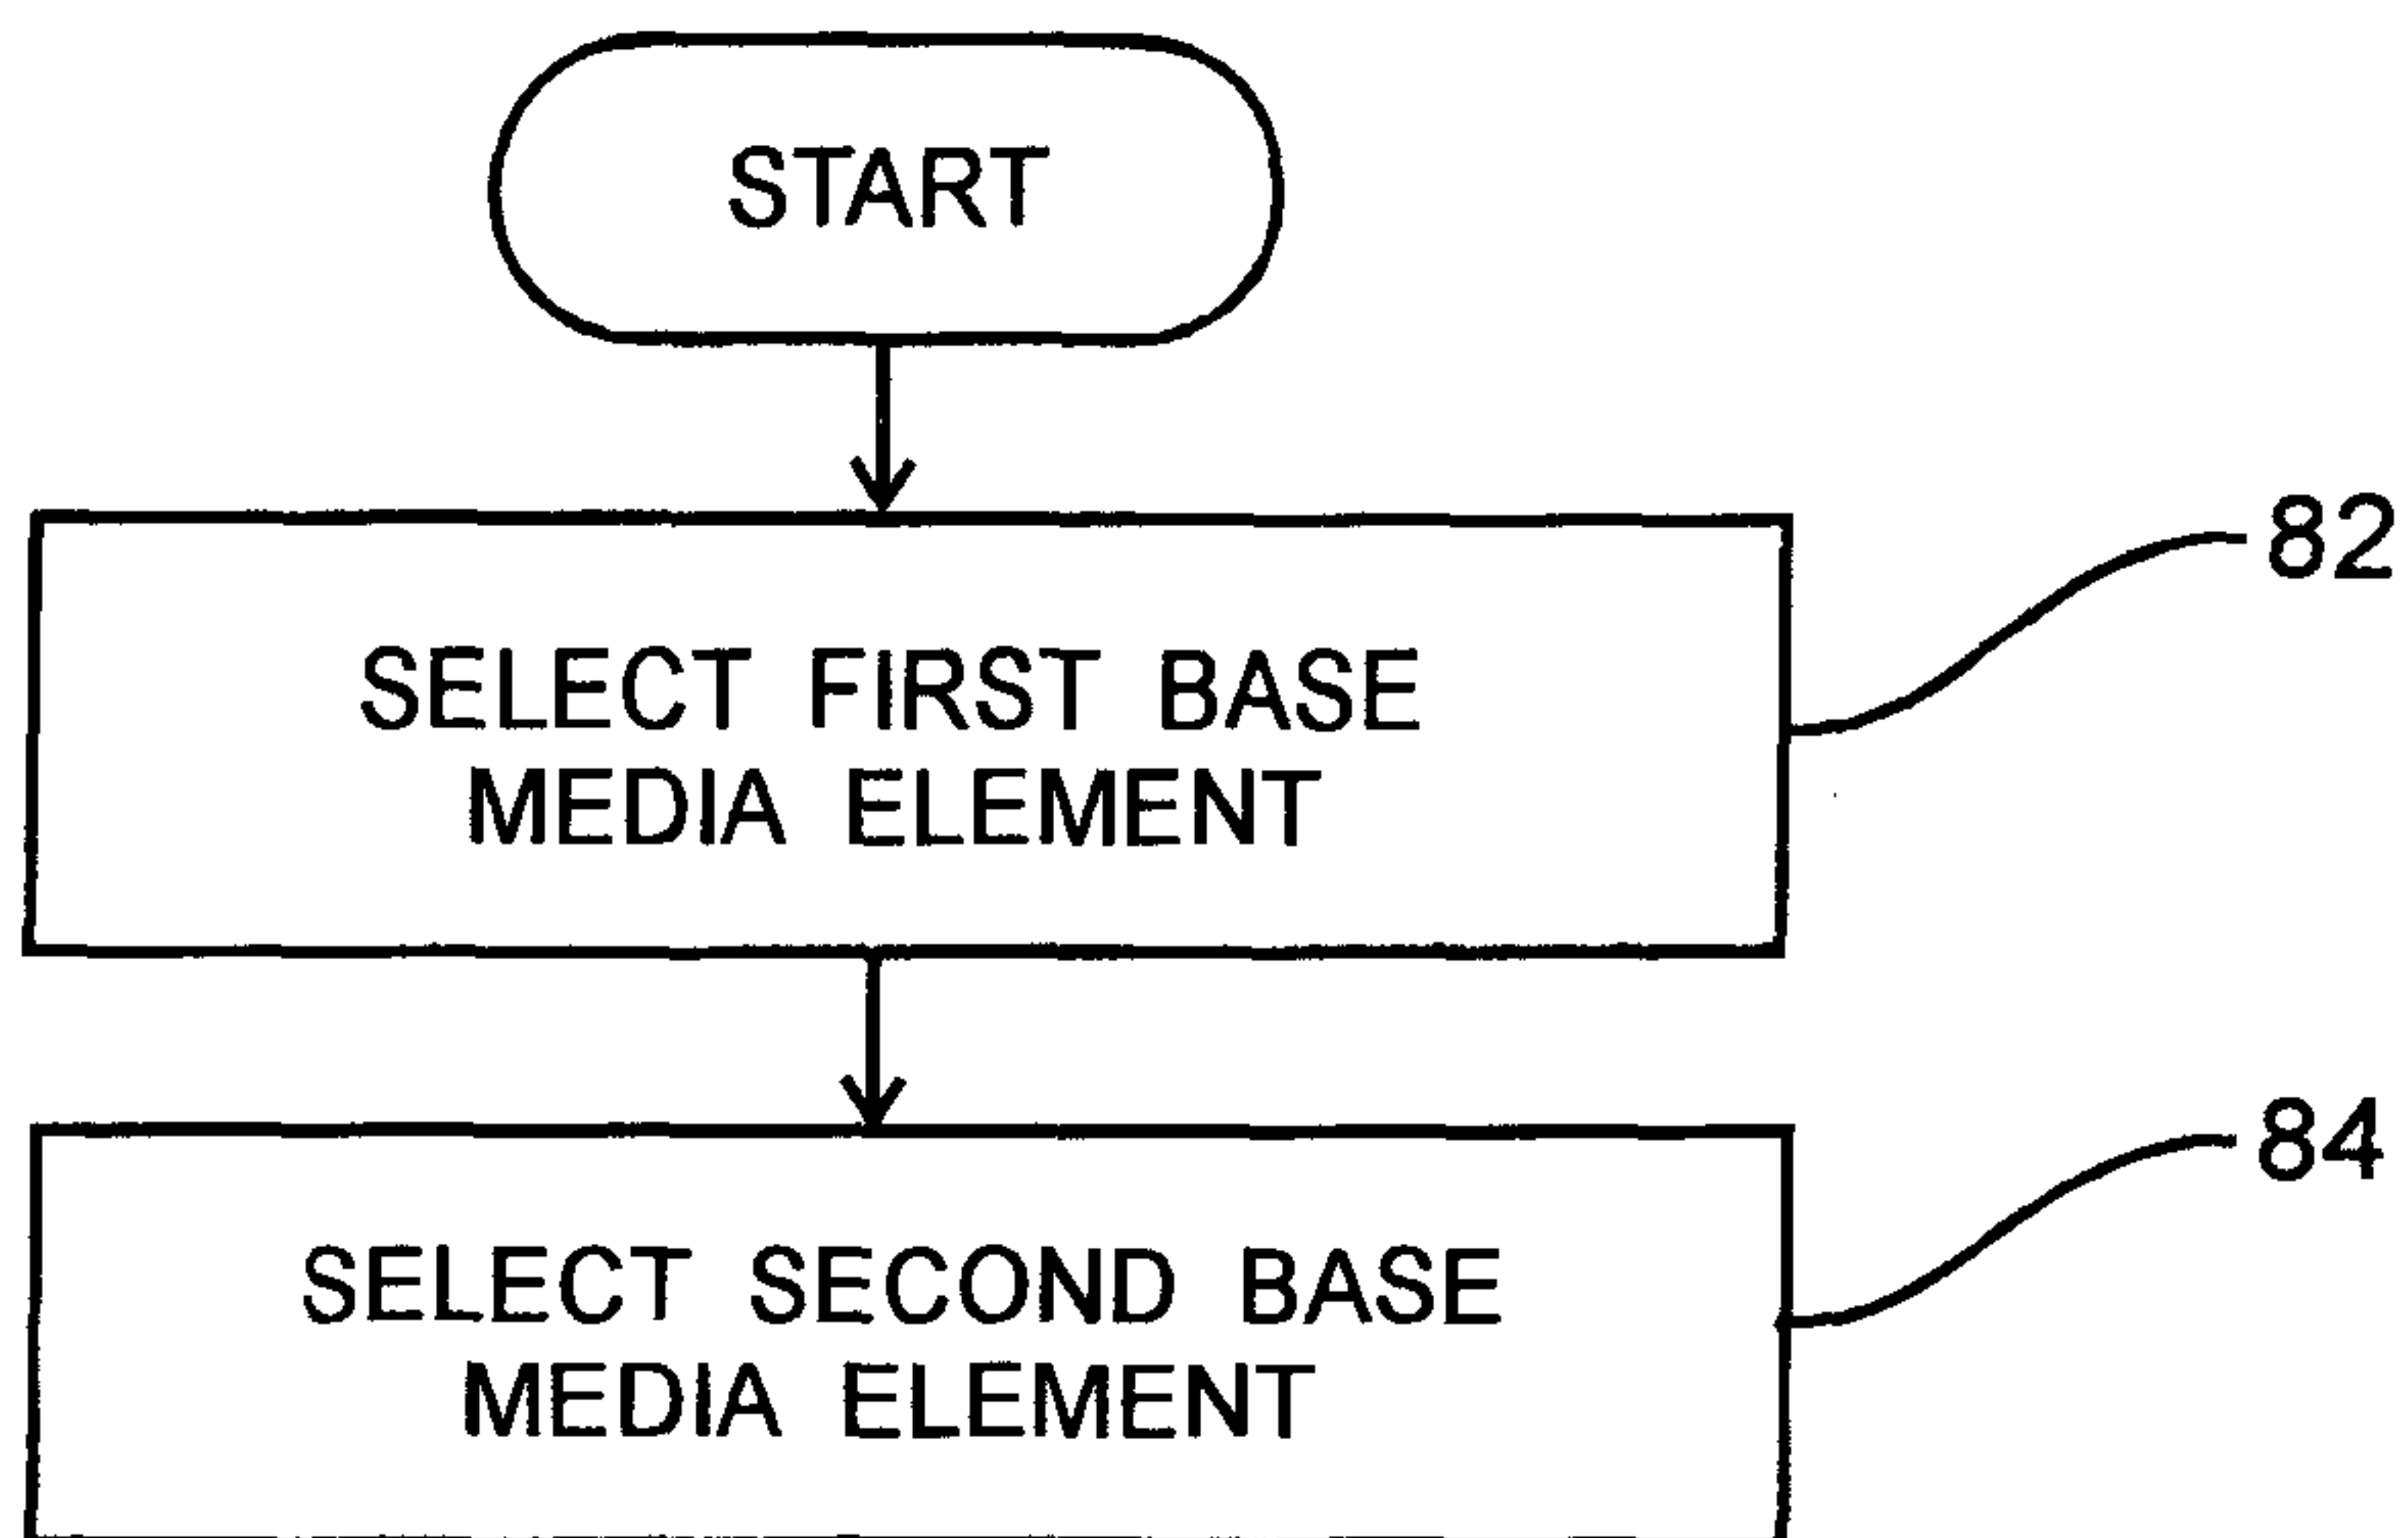 START
82
SELECT FIRST BASE
MEDIA ELEMENT
84
SELECT SECOND BASE
MEDIA ELEMENT